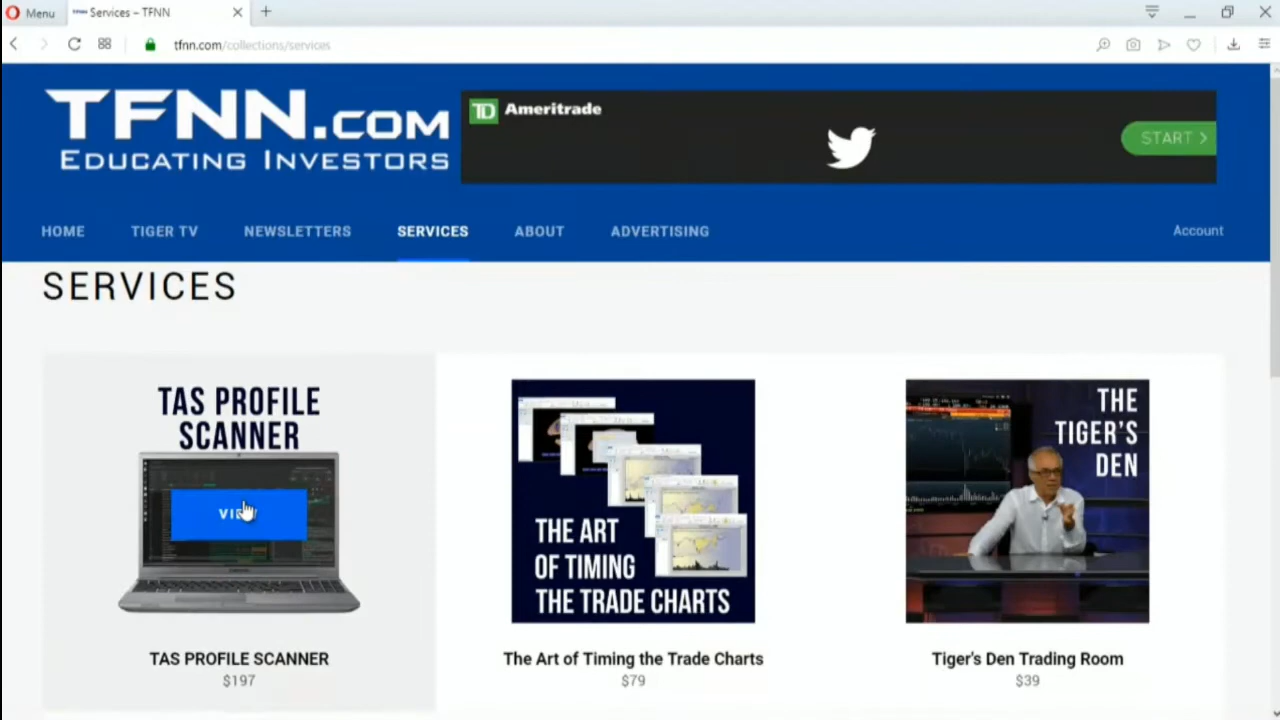 Menu
Services – TFNN
tfnn.com/collections/services
TFNN.COM
EDUCATING INVESTORS
TD Ameritrade
START >
HOME
TIGER TV
NEWSLETTERS
SERVICES
ABOUT
ADVERTISING
Account
SERVICES
TAS PROFILE
SCANNER
THE ART
OF TIMING
THE TRADE CHARTS
THE
TIGER'S
DEN
TAS PROFILE SCANNER
$197
The Art of Timing the Trade Charts
$79
Tiger's Den Trading Room
$39